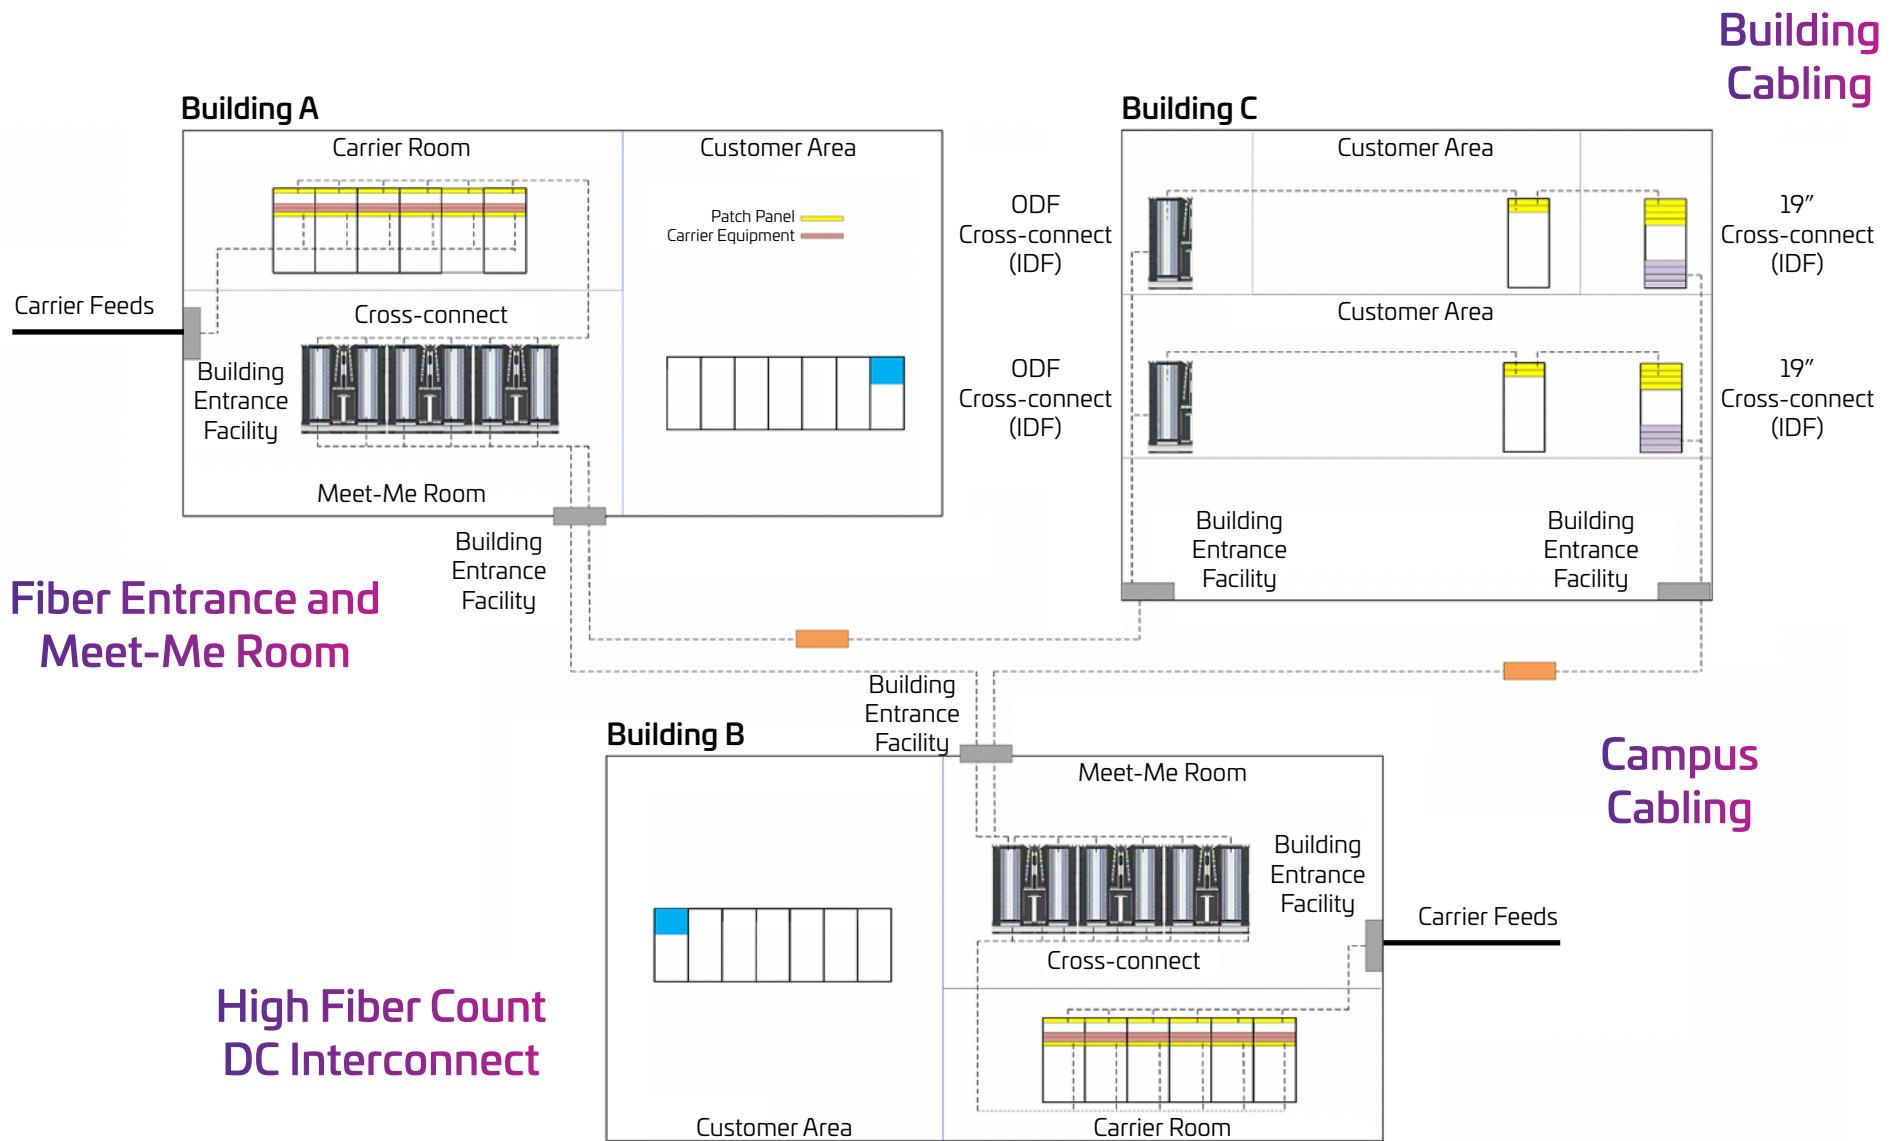 Building
Cabling
Building A
Carrier Room
Customer Area
Patch Panel
Carrier Equipment
Carrier Feeds
Cross-connect
Building
Entrance
Facility
Meet-Me Room
Building
Entrance
Facility
Fiber Entrance and
Meet-Me Room
Building C
Customer Area
ODF
Cross-connect
(IDF)
19”
Cross-connect
(IDF)
Customer Area
ODF
Cross-connect
(IDF)
19”
Cross-connect
(IDF)
Building
Entrance
Facility
Building
Entrance
Facility
Building
Entrance
Facility
Building B
Meet-Me Room
Campus
Cabling
Building
Entrance
Facility
Carrier Feeds
Cross-connect
High Fiber Count
DC Interconnect
Customer Area
Carrier Room